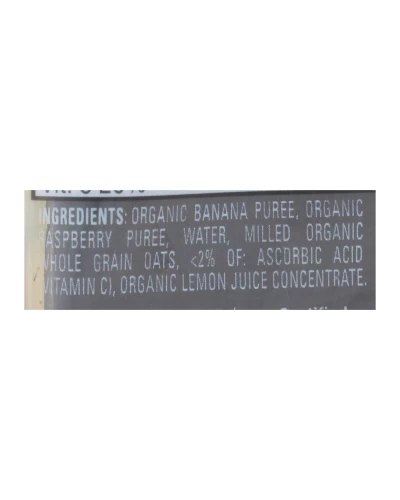 INGREDIENTS: ORGANIC BANANA PUREE, ORGANIC
RASPBERRY PUREE, WATER, MILLED ORGANIC
WHOLE GRAIN OATS, <2% OF: ASCORBIC ACID
(VITAMIN C), ORGANIC LEMON JUICE CONCENTRATE.